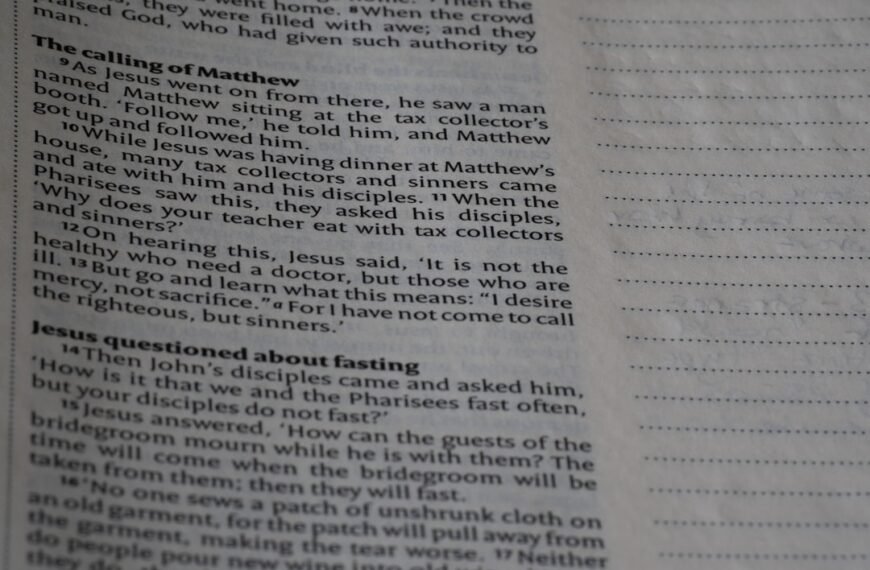 went home. 8 When the crowd
, they were filled with awe; and they
praised God, who had given such authority to
man.
The calling of Matthew
9 As Jesus went on from there, he saw a man
named Matthew sitting at the tax collector's
booth. 'Follow me,' he told him, and Matthew
got up and followed him.
10 While Jesus was having dinner at Matthew's
house, many tax collectors and sinners came
and ate with him and his disciples. 11 When the
Pharisees saw this, they asked his disciples,
'Why does your teacher eat with tax collectors
and sinners?'
12 On hearing this, Jesus said, 'It is not the
healthy who need a doctor, but those who are
ill. 13 But go and learn what this means: "I desire
mercy, not sacrifice." a For I have not come to call
the righteous, but sinners.'
Jesus questioned about fasting
14 Then John's disciples came and asked him,
'How is it that we and the Pharisees fast often,
but your disciples do not fast?'
15 Jesus answered, 'How can the guests of the
bridegroom mourn while he is with them? The
time will come when the bridegroom will be
taken from them; then they will fast.
16 'No one sews a patch of unshrunk cloth on
an old garment, for the patch will pull away from
the garment, making the tear worse. 17 Neither
do people pour new wine into old
they do,